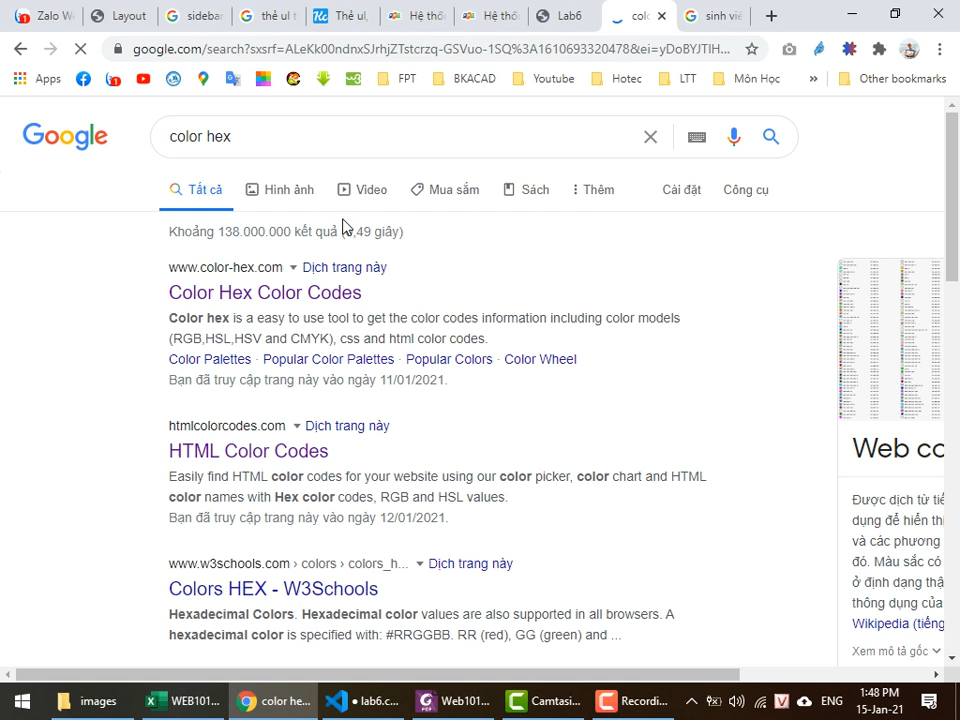 Zalo W
Layout
sideba
thẻ ul t
Thẻ ul,
Hệ thố
Hệ thố
Lab6
colo
sinh viê
google.com/search?sxsrf=ALeKk00ndnxSJrhjZTstcrzq-GSVuo-1SQ%3A1610693320478&ei=yDoBYJTlH...
Apps
FPT
BKACAD
Youtube
Hotec
LTT
Môn Học
»
Other bookmarks
Google
color hex
Tất cả
Hình ảnh
Video
Mua sắm
Sách
Thêm
Cài đặt
Công cụ
Khoảng 138.000.000 kết quả ,49 giây)
www.color-hex.com Dịch trang này
Color Hex Color Codes
Color hex is a easy to use tool to get the color codes information including color models
(RGB,HSL,HSV and CMYK), css and html color codes.
Color Palettes · Popular Color Palettes · Popular Colors · Color Wheel
Bạn đã truy cập trang này vào ngày 11/01/2021.
htmlcolorcodes.com Dịch trang này
HTML Color Codes
Easily find HTML color codes for your website using our color picker, color chart and HTML
color names with Hex color codes, RGB and HSL values.
Bạn đã truy cập trang này vào ngày 12/01/2021.
www.w3schools.com › colors › colors_h... Dịch trang này
Colors HEX - W3Schools
Hexadecimal Colors. Hexadecimal color values are also supported in all browsers. A
hexadecimal color is specified with: #RRGGBB. RR (red), GG (green) and ...
Web co
Được dịch từ tiế
dụng để hiển th
và các phương
đó. Màu sắc có
ở định dạng thậ
thông dụng của
Wikipedia (tiếng
Xem mô tả gốc
images
WEB101...
color he...
● lab6.c...
Web101...
Camtasi...
Recordi...
ENG
1:48 PM
15-Jan-21